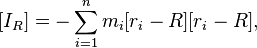 [I_R] = -\sum_{i=1}^{n} m_i [r_i - R][r_i - R],